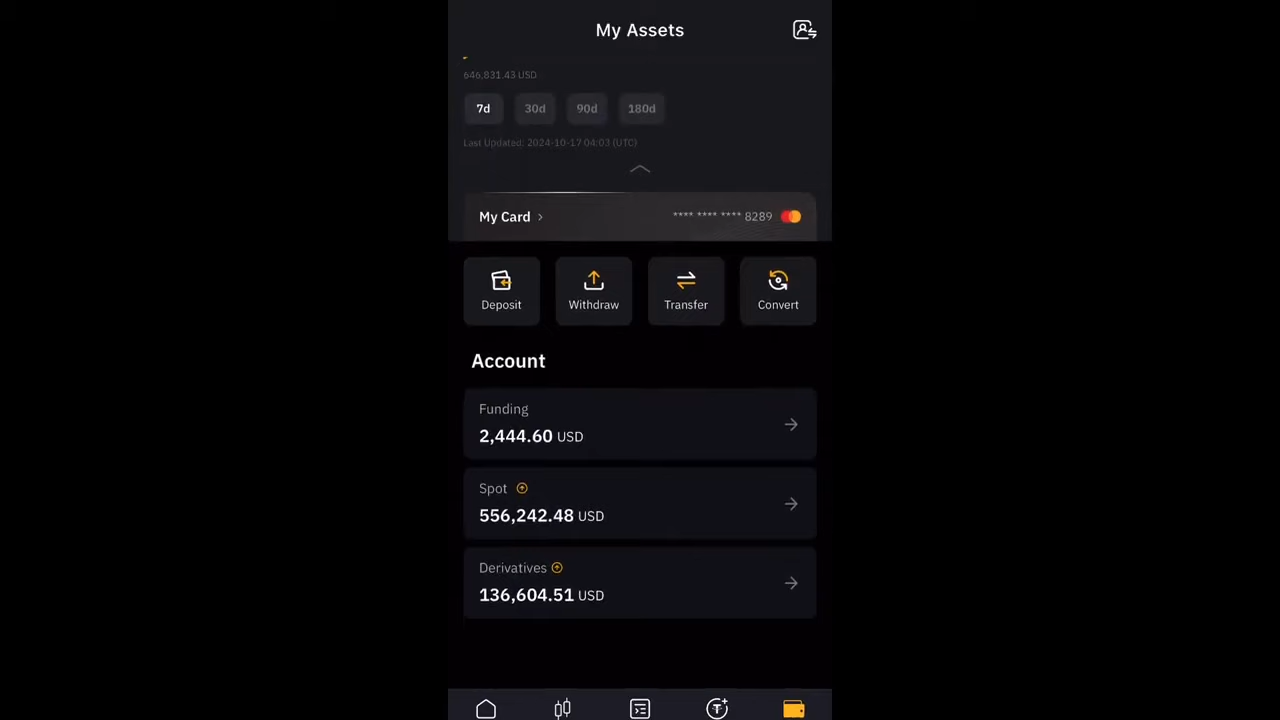 My Assets
646,831.43 USD
7d 30d 90d 180d
Last Updated: 2024-10-17 04:03 (UTC)
My Card > **** **** **** 8289
Deposit Withdraw Transfer Convert
Account
Funding
2,444.60 USD
Spot
556,242.48 USD
Derivatives
136,604.51 USD